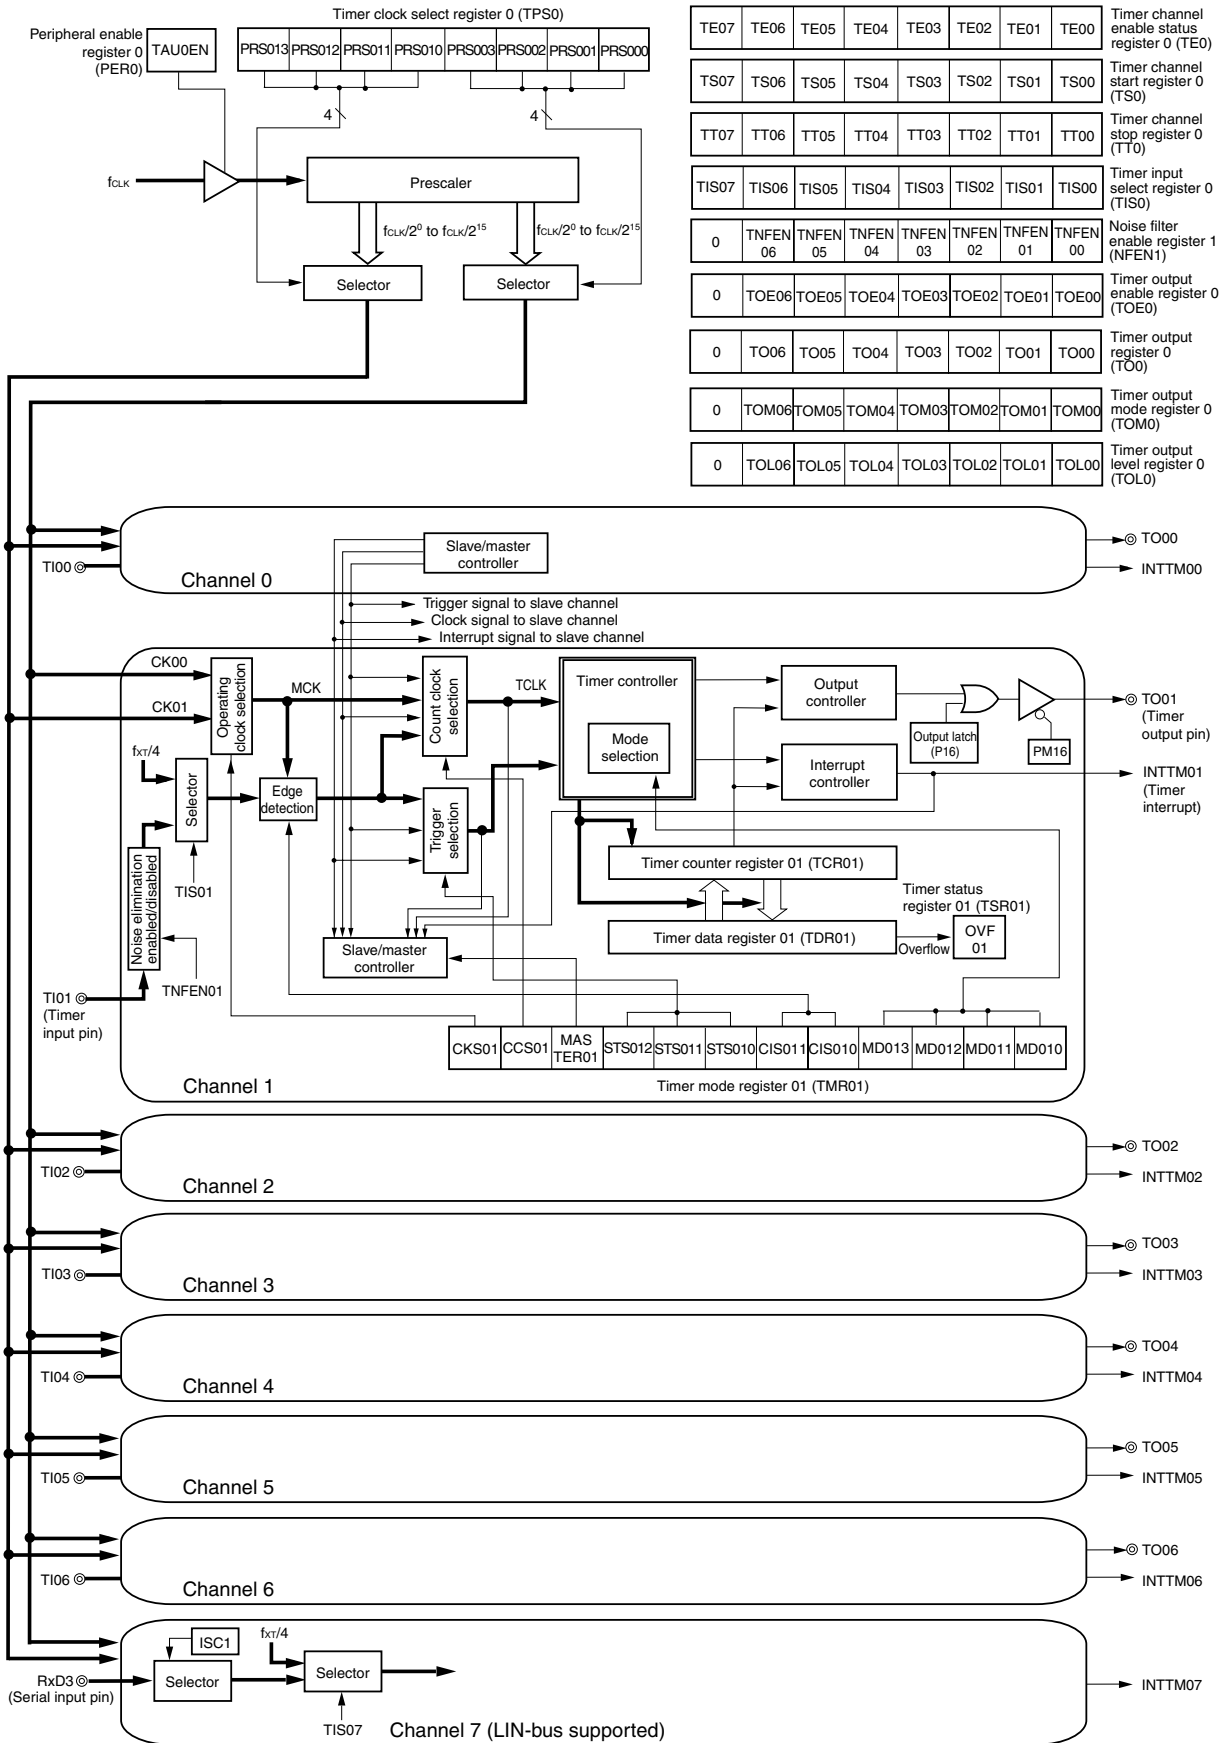 Timer clock select register 0 (TPS0)
Peripheral enable
register 0
(PER0)
TAU0EN
PRS013 PRS012 PRS011 PRS010 PRS003 PRS002 PRS001 PRS000
4
4
fCLK
Prescaler
fCLK/2⁰ to fCLK/2¹⁵
fCLK/2⁰ to fCLK/2¹⁵
Selector
Selector
TE07 TE06 TE05 TE04 TE03 TE02 TE01 TE00
Timer channel
enable status
register 0 (TE0)
TS07 TS06 TS05 TS04 TS03 TS02 TS01 TS00
Timer channel
start register 0
(TS0)
TT07 TT06 TT05 TT04 TT03 TT02 TT01 TT00
Timer channel
stop register 0
(TT0)
TIS07 TIS06 TIS05 TIS04 TIS03 TIS02 TIS01 TIS00
Timer input
select register 0
(TIS0)
0 TNFEN06 TNFEN05 TNFEN04 TNFEN03 TNFEN02 TNFEN01 TNFEN00
Noise filter
enable register 1
(NFEN1)
0 TOE06 TOE05 TOE04 TOE03 TOE02 TOE01 TOE00
Timer output
enable register 0
(TOE0)
0 TO06 TO05 TO04 TO03 TO02 TO01 TO00
Timer output
register 0
(TO0)
0 TOM06 TOM05 TOM04 TOM03 TOM02 TOM01 TOM00
Timer output
mode register 0
(TOM0)
0 TOL06 TOL05 TOL04 TOL03 TOL02 TOL01 TOL00
Timer output
level register 0
(TOL0)
TI00
Channel 0
Slave/master
controller
TO00
INTTM00
Trigger signal to slave channel
Clock signal to slave channel
Interrupt signal to slave channel
CK00
CK01
Operating
clock selection
MCK
Count clock
selection
TCLK
Timer controller
Mode
selection
Output
controller
Output latch
(P16)
PM16
TO01
(Timer
output pin)
Interrupt
controller
INTTM01
(Timer
interrupt)
fXT/4
Selector
Edge
detection
Trigger
selection
TIS01
Noise elimination
enabled/disabled
TNFEN01
TI01
(Timer
input pin)
Timer counter register 01 (TCR01)
Timer status
register 01 (TSR01)
Timer data register 01 (TDR01)
Overflow
OVF
01
Slave/master
controller
CKS01 CCS01 MAS TER01 STS012 STS011 STS010 CIS011 CIS010 MD013 MD012 MD011 MD010
Channel 1
Timer mode register 01 (TMR01)
TI02
Channel 2
TO02
INTTM02
TI03
Channel 3
TO03
INTTM03
TI04
Channel 4
TO04
INTTM04
TI05
Channel 5
TO05
INTTM05
TI06
Channel 6
TO06
INTTM06
ISC1
fXT/4
RxD3
(Serial input pin)
Selector
Selector
TIS07
Channel 7 (LIN-bus supported)
INTTM07